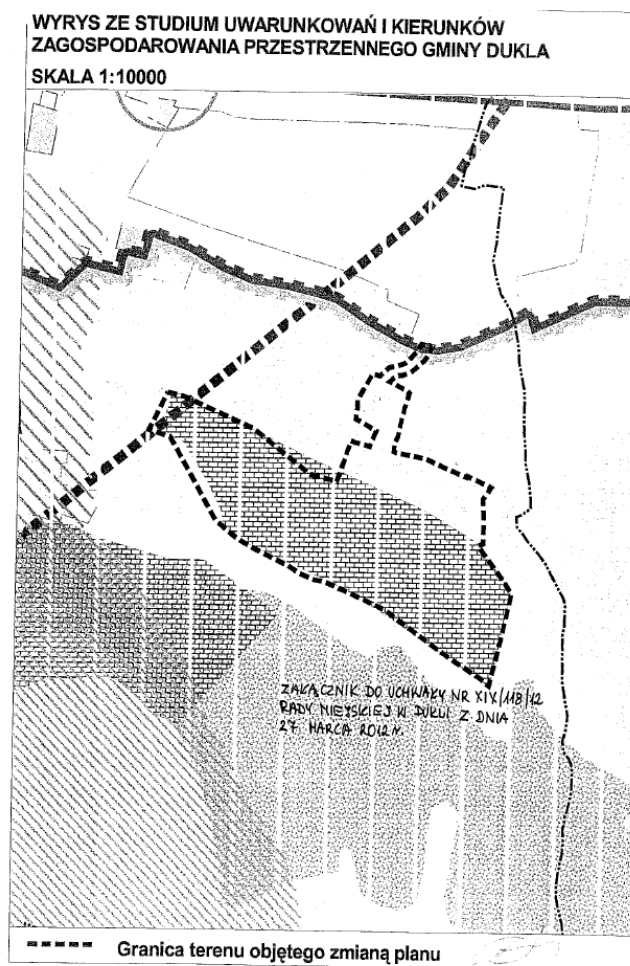 WYRYS ZE STUDIUM UWARUNKOWAŃ I KIERUNKÓW
ZAGOSPODAROWANIA PRZESTRZENNEGO GMINY DUKLA
SKALA 1:10000
ZAŁĄCZNIK DO UCHWAŁY NR XIX/118/12
RADY MIEJSKIEJ W DUKLI Z DNIA
27 MARCA 2012 r.
Granica terenu objętego zmianą planu